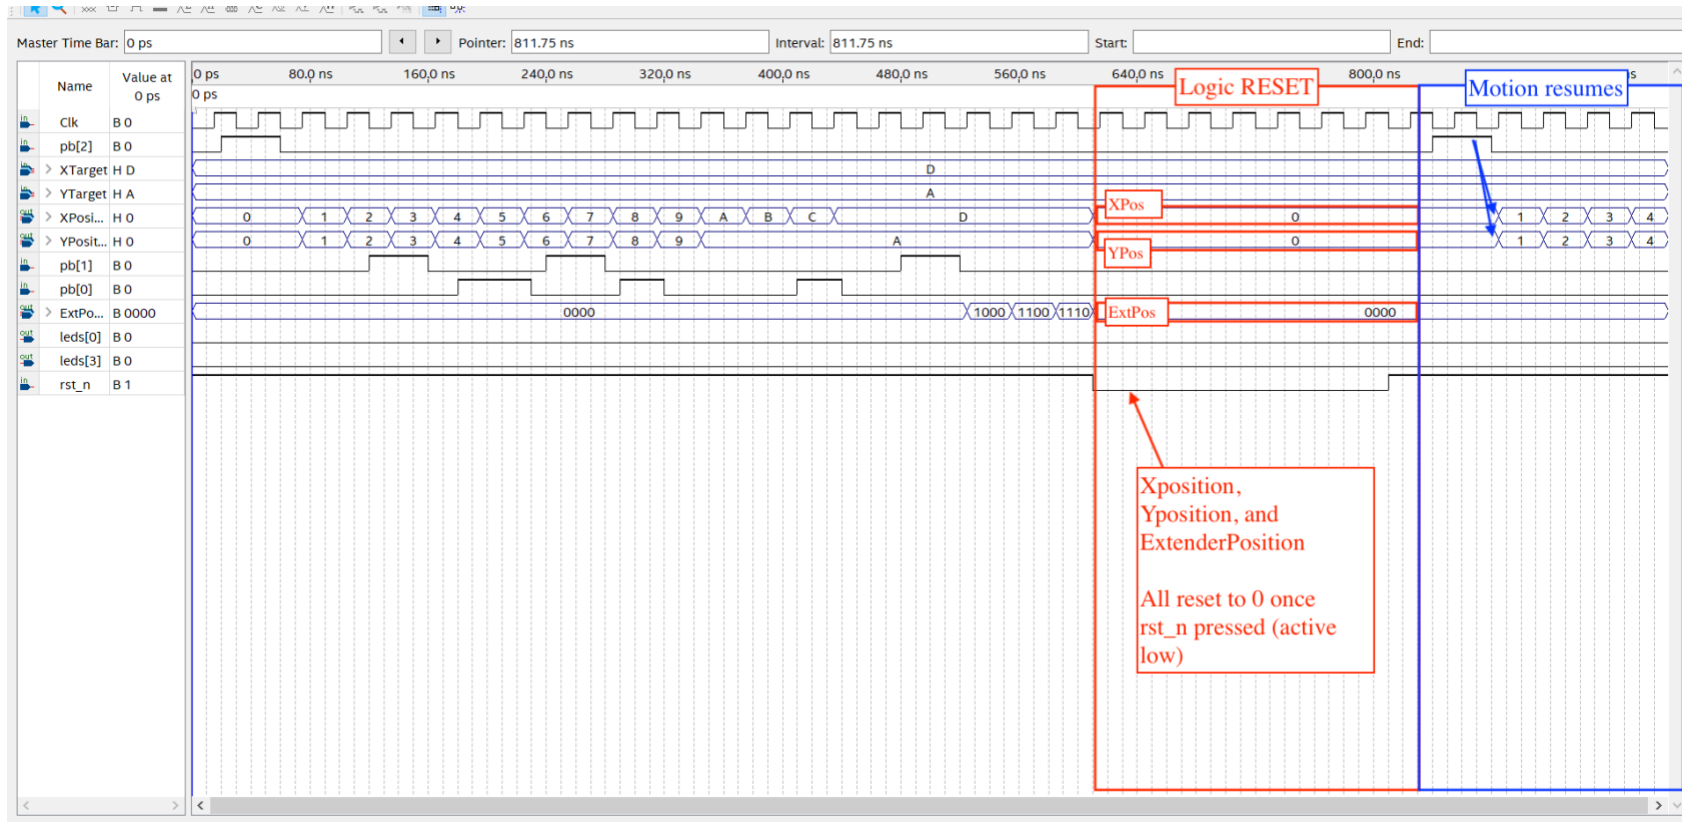 Master Time Bar: 0 ps Pointer: 811.75 ns Interval: 811.75 ns Start: End:
Name Value at 0 ps
0 ps 80.0 ns 160.0 ns 240.0 ns 320.0 ns 400.0 ns 480.0 ns 560.0 ns 640.0 ns 800.0 ns
0 ps
Logic RESET
Motion resumes
Clk B 0
pb[2] B 0
XTarget H D D
YTarget H A A
XPosi... H 0 0 1 2 3 4 5 6 7 8 9 A B C D XPos 0 1 2 3 4
YPosit... H 0 0 1 2 3 4 5 6 7 8 9 A YPos 0 1 2 3 4
pb[1] B 0
pb[0] B 0
ExtPo... B 0000 0000 1000 1100 1110 ExtPos 0000
leds[0] B 0
leds[3] B 0
rst_n B 1
Xposition,
Yposition, and
ExtenderPosition
All reset to 0 once
rst_n pressed (active
low)